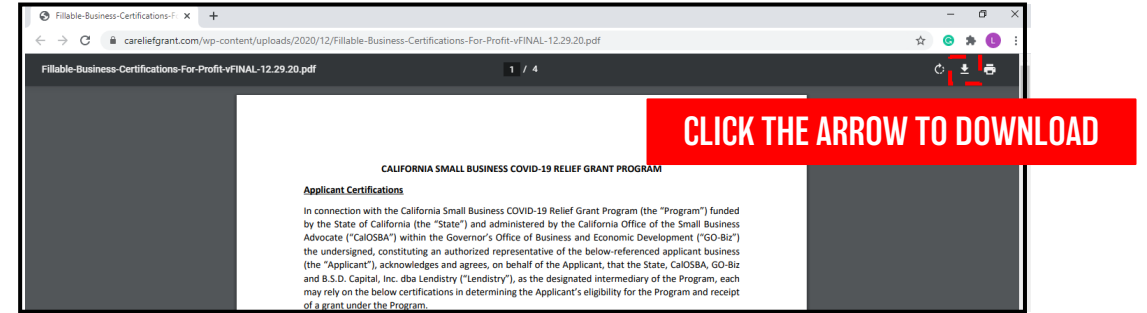 Fillable-Business-Certifications-F
careliefgrant.com/wp-content/uploads/2020/12/Fillable-Business-Certifications-For-Profit-vFINAL-12.29.20.pdf
L
Fillable-Business-Certifications-For-Profit-vFINAL-12.29.20.pdf 1 / 4
CLICK THE ARROW TO DOWNLOAD
CALIFORNIA SMALL BUSINESS COVID-19 RELIEF GRANT PROGRAM
Applicant Certifications
In connection with the California Small Business COVID-19 Relief Grant Program (the “Program”) funded
by the State of California (the “State”) and administered by the California Office of the Small Business
Advocate (“CalOSBA”) within the Governor’s Office of Business and Economic Development (“GO-Biz”)
the undersigned, constituting an authorized representative of the below-referenced applicant business
(the “Applicant”), acknowledges and agrees, on behalf of the Applicant, that the State, CalOSBA, GO-Biz
and B.S.D. Capital, Inc. dba Lendistry (“Lendistry”), as the designated intermediary of the Program, each
may rely on the below certifications in determining the Applicant’s eligibility for the Program and receipt
of a grant under the Program.